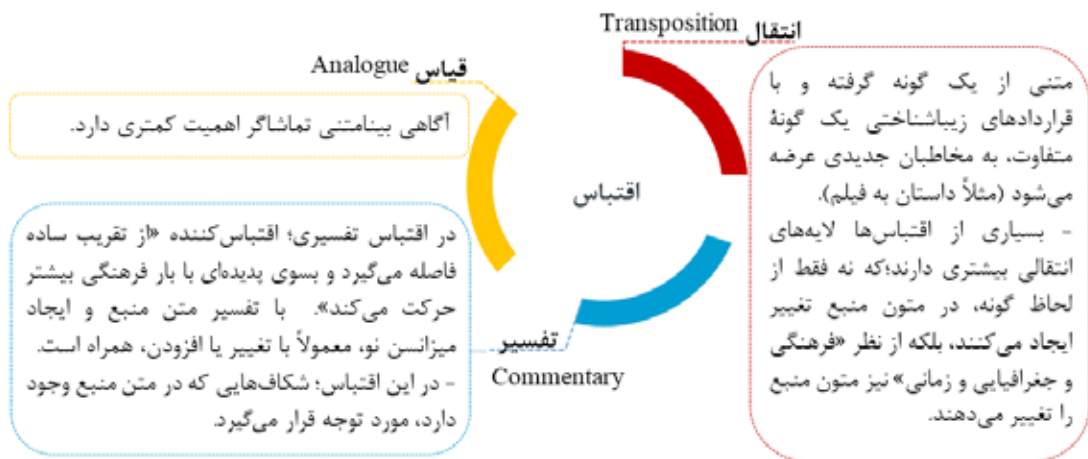 انتقال Transposition
متنی از یک گونه گرفته و با
قراردادهای زیباشناختی یک گونهٔ
متفاوت، به مخاطبان جدیدی عرضه
می‌شود (مثلاً داستان به فیلم).
- بسیاری از اقتباس‌ها لایه‌های
انتقالی بیشتری دارند؛که نه فقط از
لحاظ گونه، در متون منبع تغییر
ایجاد می‌کنند، بلکه از نظر «فرهنگی
و جغرافیایی و زمانی» نیز متون منبع
را تغییر می‌دهند.
قیاس Analogue
آگاهی بینامتنی تماشاگر اهمیت کمتری دارد.
اقتباس
تفسیر
Commentary
در اقتباس تفسیری؛ اقتباس‌کننده «از تقریب ساده
فاصله می‌گیرد و بسوی پدیده‌ای با بار فرهنگی بیشتر
حرکت می‌کند». با تفسیر متن منبع و ایجاد
میزانسن نو، معمولاً با تغییر یا افزودن، همراه است.
- در این اقتباس؛ شکاف‌هایی که در متن منبع وجود
دارد، مورد توجه قرار می‌گیرد.